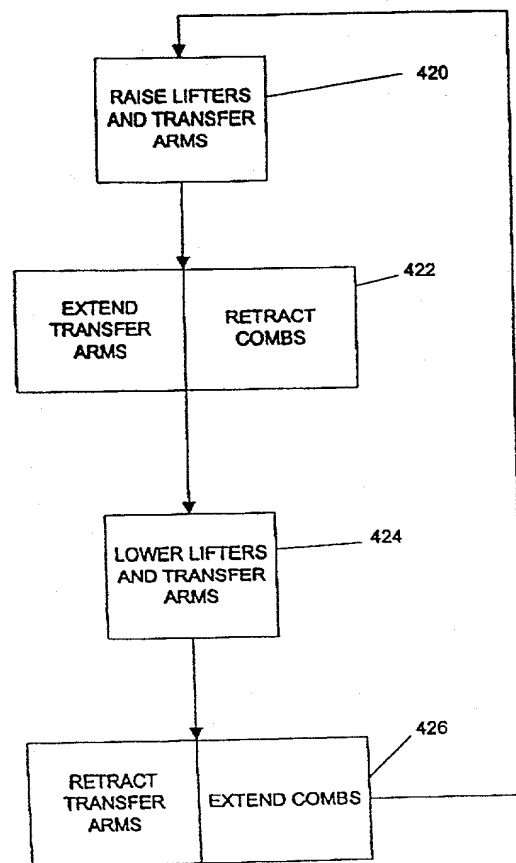 420
RAISE LIFTERS
AND TRANSFER
ARMS
422
EXTEND
TRANSFER
ARMS
RETRACT
COMBS
424
LOWER LIFTERS
AND TRANSFER
ARMS
426
RETRACT
TRANSFER
ARMS
EXTEND COMBS